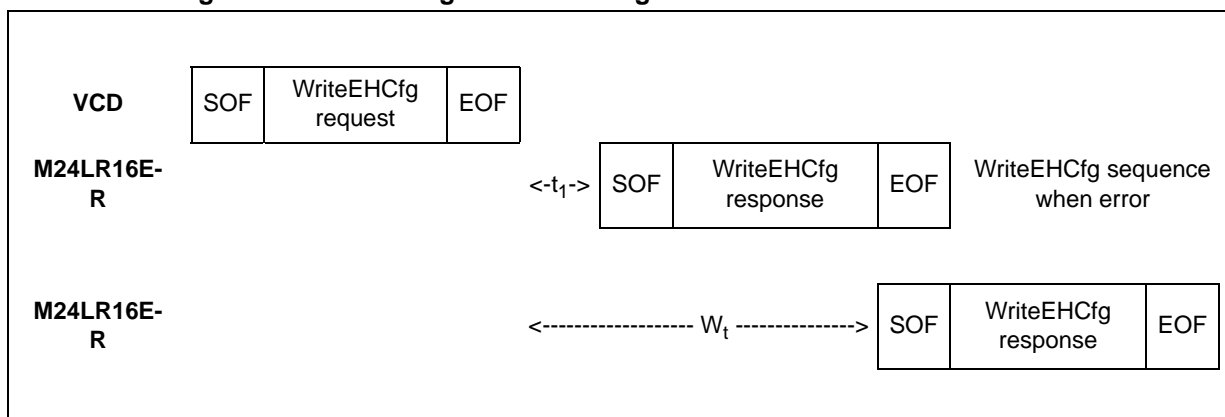 VCD
SOF
WriteEHCfg
request
EOF
M24LR16E-
R
<-t1->
SOF
WriteEHCfg
response
EOF
WriteEHCfg sequence
when error
M24LR16E-
R
<------------------- Wt --------------->
SOF
WriteEHCfg
response
EOF